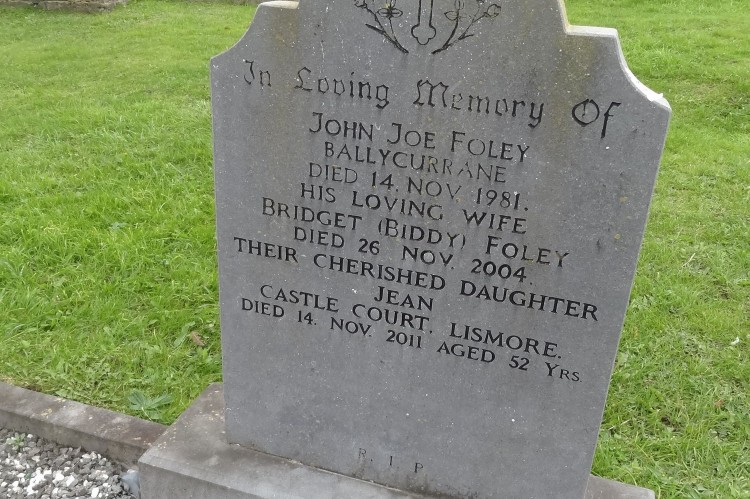 In Loving Memory Of
JOHN JOE FOLEY
BALLYCURRANE
DIED 14. NOV. 1981.
HIS LOVING WIFE
BRIDGET (BIDDY) FOLEY
DIED 26 NOV. 2004.
THEIR CHERISHED DAUGHTER
JEAN
CASTLE COURT, LISMORE.
DIED 14. NOV. 2011 AGED 52 YRS
R.I.P.